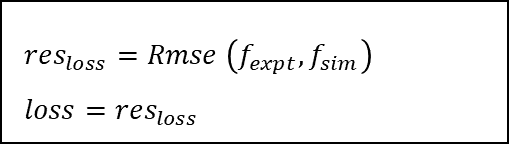 res_loss = Rmse (f_expt, f_sim)
loss = res_loss